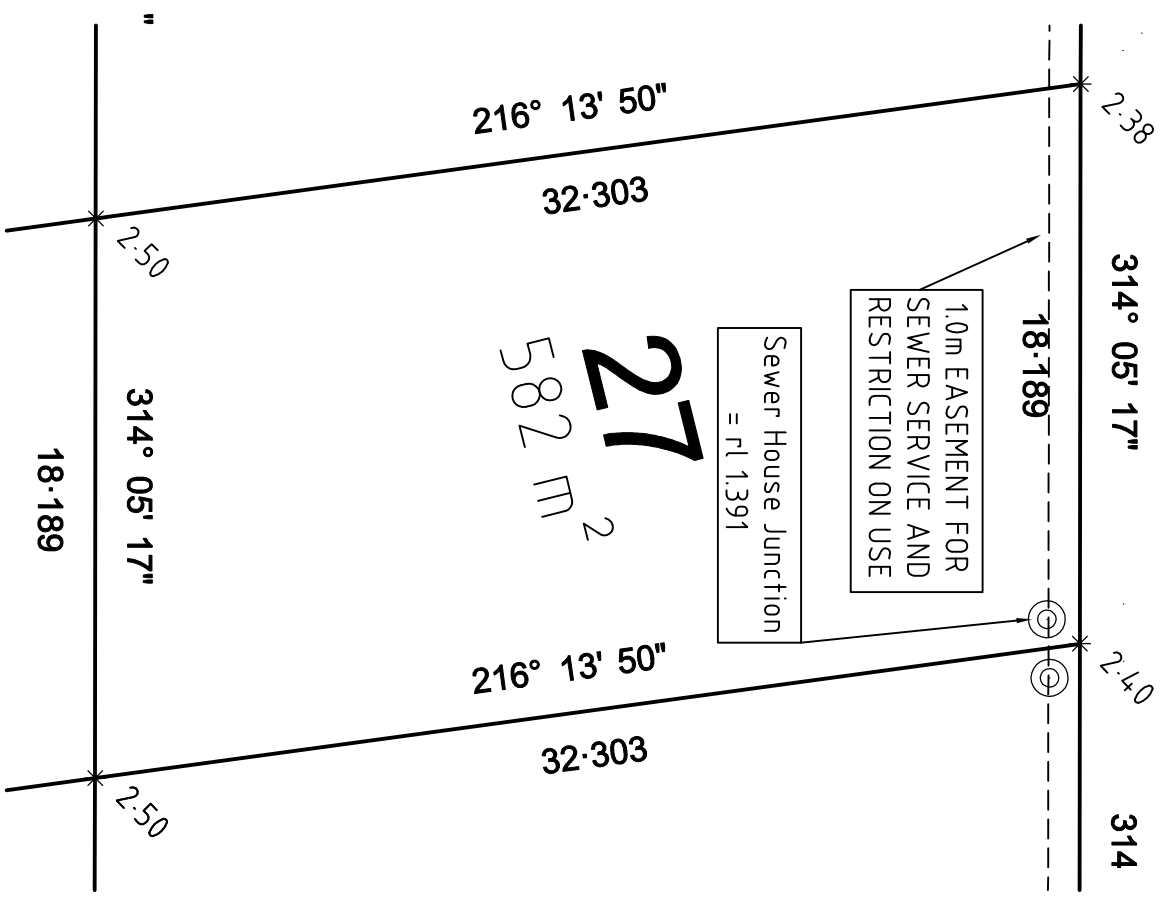 "
216° 13' 50"
32·303
2·38
2·50
314° 05' 17"
18·189
1.0m EASEMENT FOR
SEWER SERVICE AND
RESTRICTION ON USE
Sewer House Junction
= rl 1.391
27
582 m²
314° 05' 17"
18·189
216° 13' 50"
32·303
2·40
2·50
314